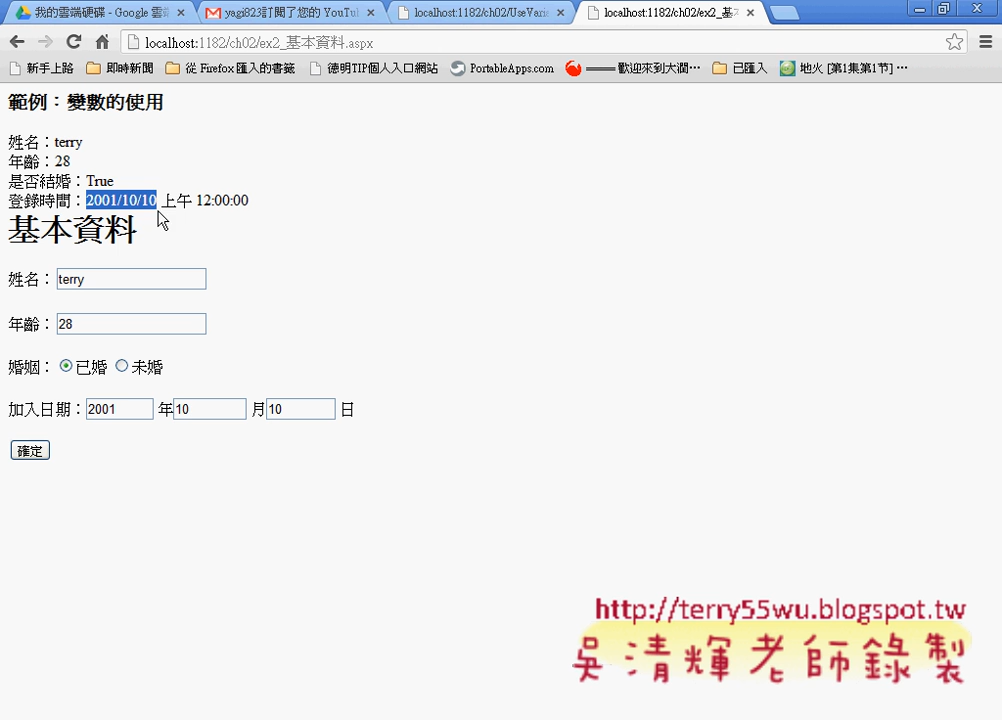 我的雲端硬碟 - Google 雲端
yagi823訂閱了您的 YouTu
localhost:1182/ch02/UseVaria
localhost:1182/ch02/ex2_基
localhost:1182/ch02/ex2_基本資料.aspx
新手上路
即時新聞
從 Firefox 匯入的書籤
德明TIP個人入口網站
PortableApps.com
═══歡迎來到大澗…
已匯入
地火 [第1集第1节] …
範例：變數的使用
姓名：terry
年齡：28
是否結婚：True
登錄時間：2001/10/10 上午 12:00:00
基本資料
姓名：terry
年齡：28
婚姻：已婚 未婚
加入日期：2001 年10 月10 日
確定
http://terry55wu.blogspot.tw
吳清輝老師錄製